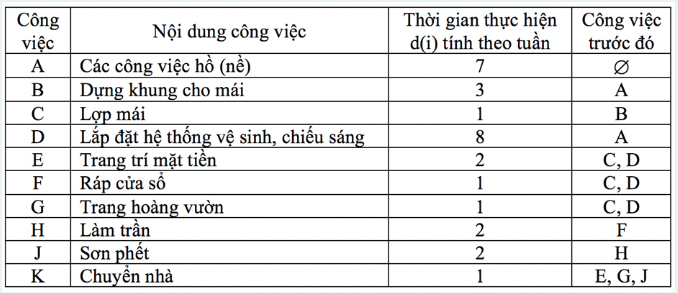 Công việc | Nội dung công việc | Thời gian thực hiện d(i) tính theo tuần | Công việc trước đó
A | Các công việc hồ (nề) | 7 | ∅
B | Dựng khung cho mái | 3 | A
C | Lợp mái | 1 | B
D | Lắp đặt hệ thống vệ sinh, chiếu sáng | 8 | A
E | Trang trí mặt tiền | 2 | C, D
F | Ráp cửa sổ | 1 | C, D
G | Trang hoàng vườn | 1 | C, D
H | Làm trần | 2 | F
J | Sơn phết | 2 | H
K | Chuyển nhà | 1 | E, G, J